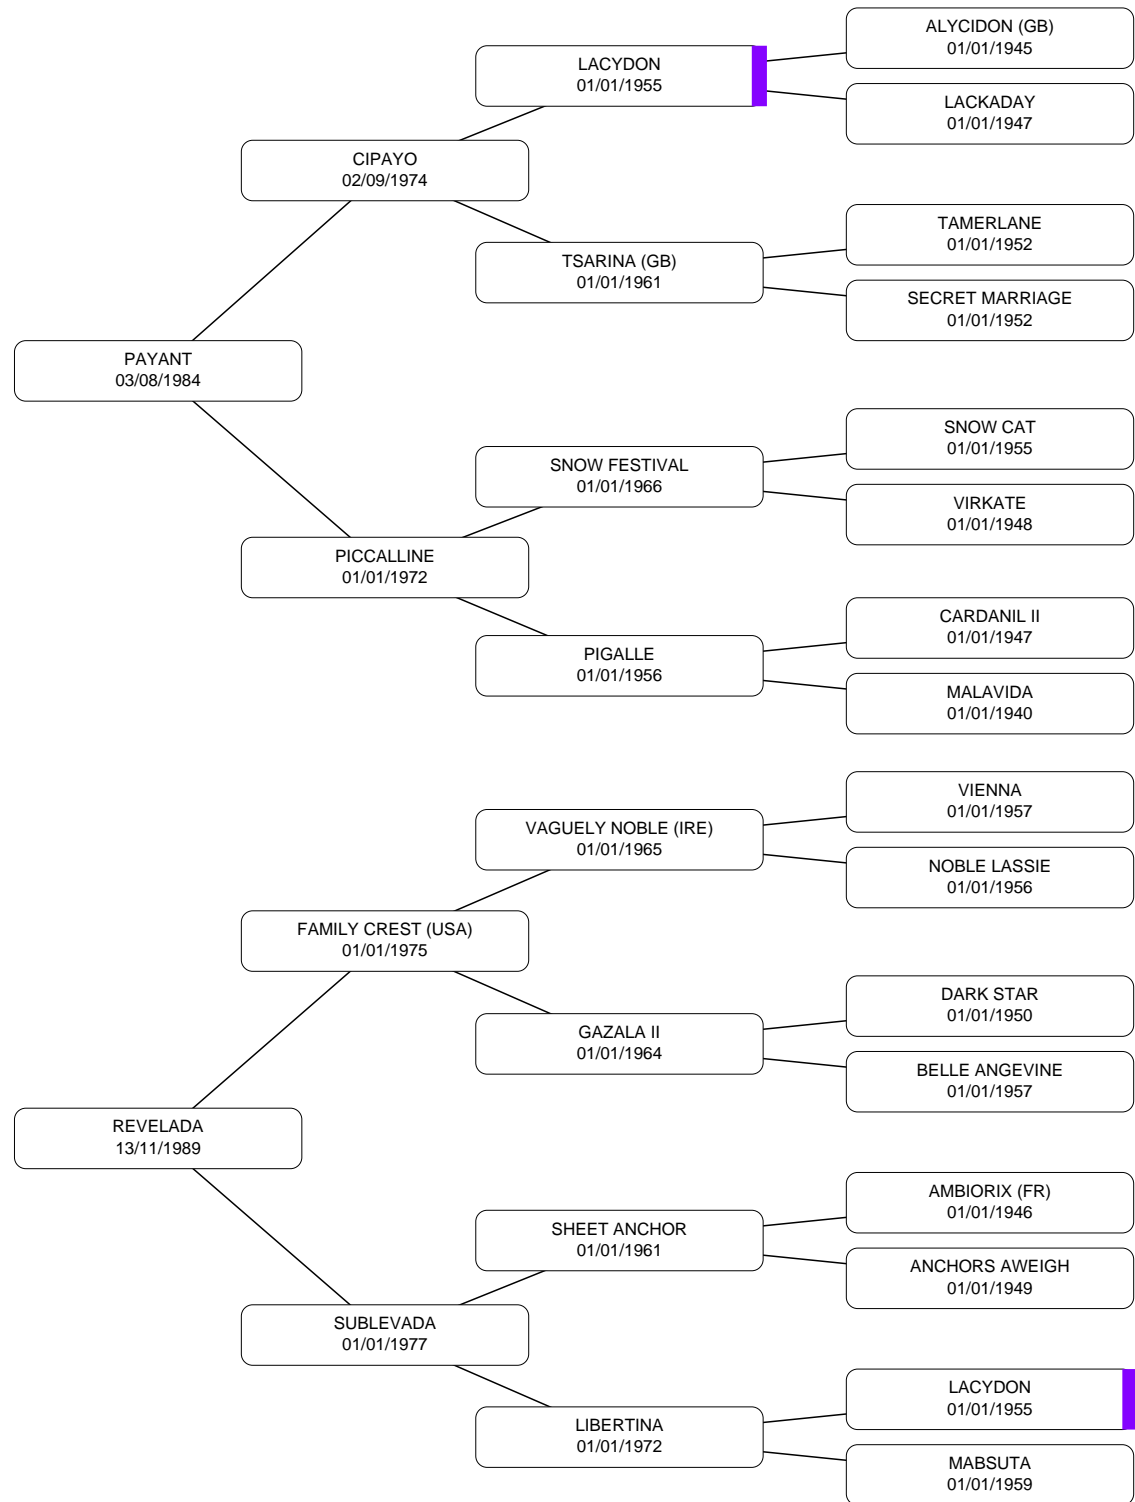 ALYCIDON (GB)
01/01/1945
LACYDON
01/01/1955
LACKADAY
01/01/1947
CIPAYO
02/09/1974
TAMERLANE
01/01/1952
TSARINA (GB)
01/01/1961
SECRET MARRIAGE
01/01/1952
PAYANT
03/08/1984
SNOW CAT
01/01/1955
SNOW FESTIVAL
01/01/1966
VIRKATE
01/01/1948
PICCALLINE
01/01/1972
CARDANIL II
01/01/1947
PIGALLE
01/01/1956
MALAVIDA
01/01/1940
VIENNA
01/01/1957
VAGUELY NOBLE (IRE)
01/01/1965
NOBLE LASSIE
01/01/1956
FAMILY CREST (USA)
01/01/1975
DARK STAR
01/01/1950
GAZALA II
01/01/1964
BELLE ANGEVINE
01/01/1957
REVELADA
13/11/1989
AMBIORIX (FR)
01/01/1946
SHEET ANCHOR
01/01/1961
ANCHORS AWEIGH
01/01/1949
SUBLEVADA
01/01/1977
LACYDON
01/01/1955
LIBERTINA
01/01/1972
MABSUTA
01/01/1959